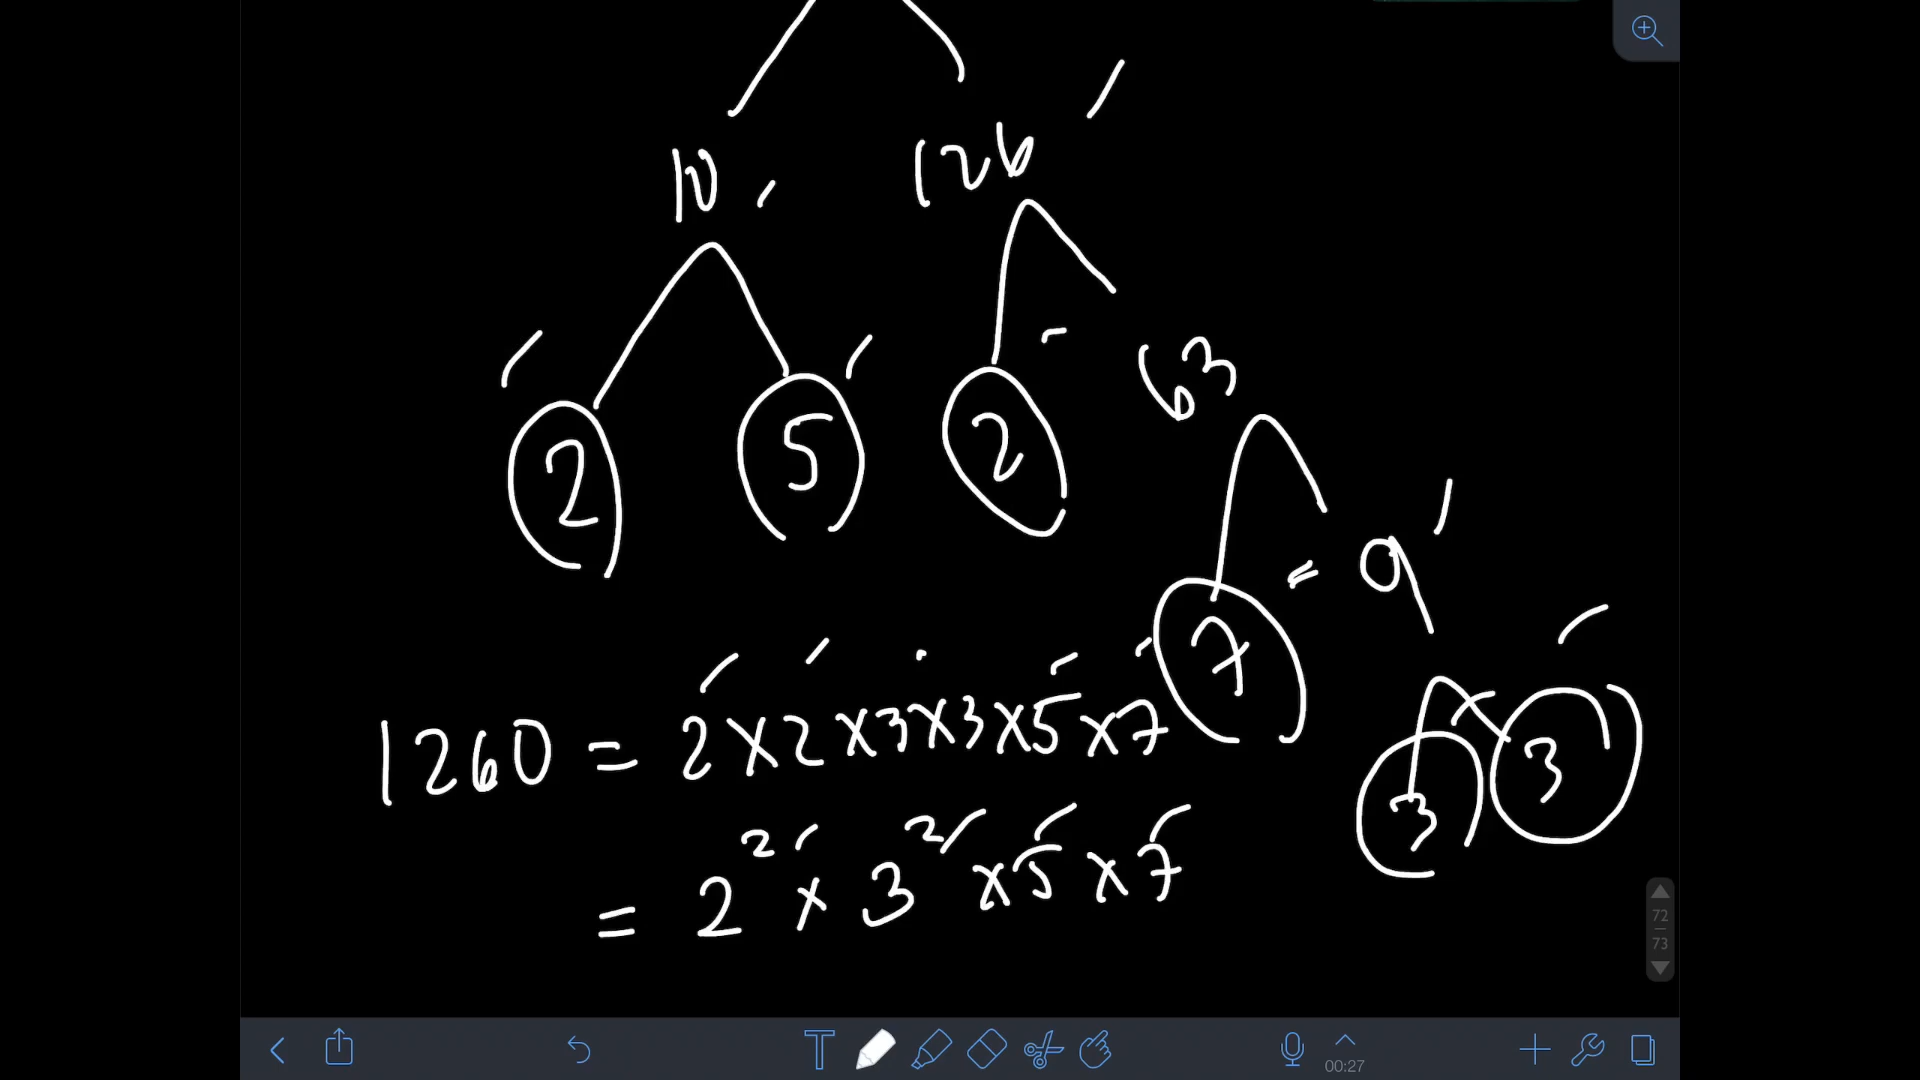 10 126
2 5 2 63
7 9
1260 = 2 × 2 × 3 × 3 × 5 × 7
3 3
= 2² × 3² × 5 × 7
72
73
T
00:27